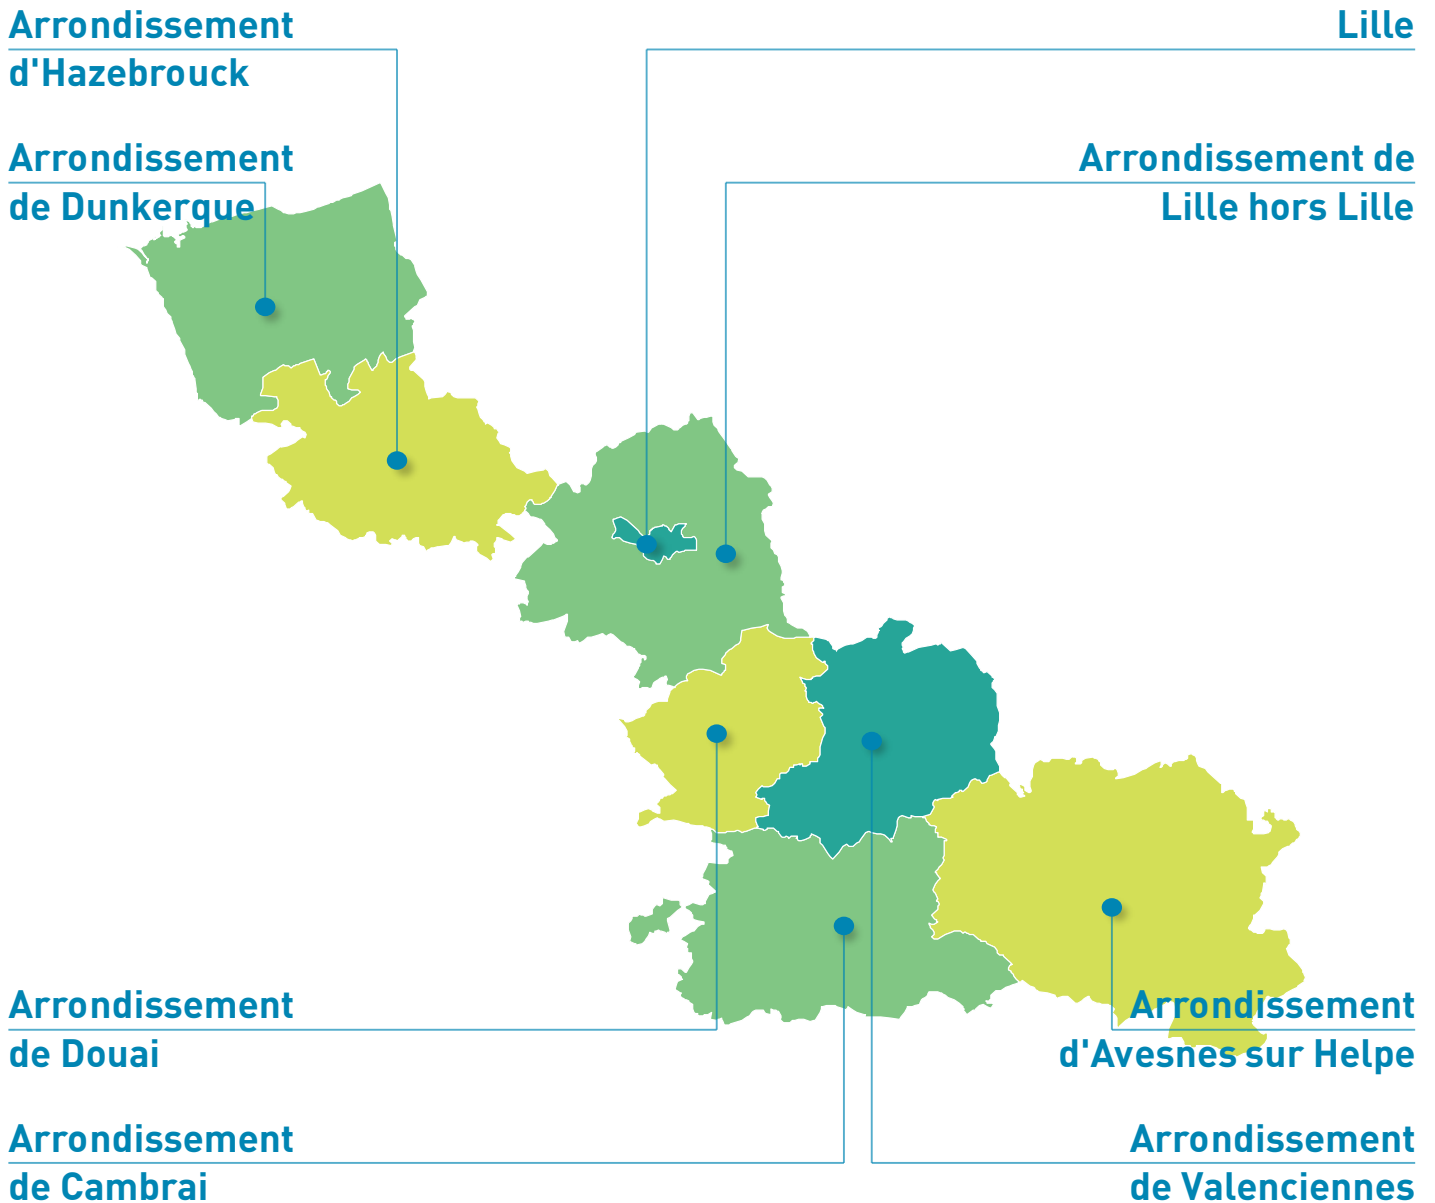 Arrondissement
d'Hazebrouck
Lille
Arrondissement
de Dunkerque
Arrondissement de
Lille hors Lille
Arrondissement
de Douai
Arrondissement
d'Avesnes sur Helpe
Arrondissement
de Cambrai
Arrondissement
de Valenciennes